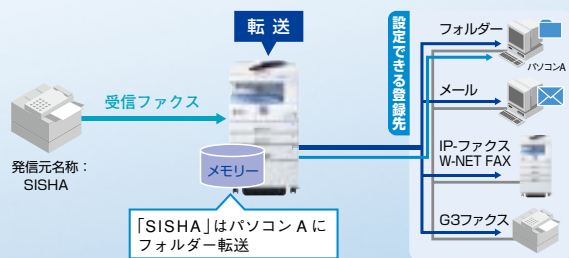 転送
受信ファクス
発信元名称：
SISHA
メモリー
「SISHA」はパソコンAに
フォルダー転送
設定できる登録先
フォルダー
パソコンA
メール
IP-ファクス
W-NET FAX
G3ファクス